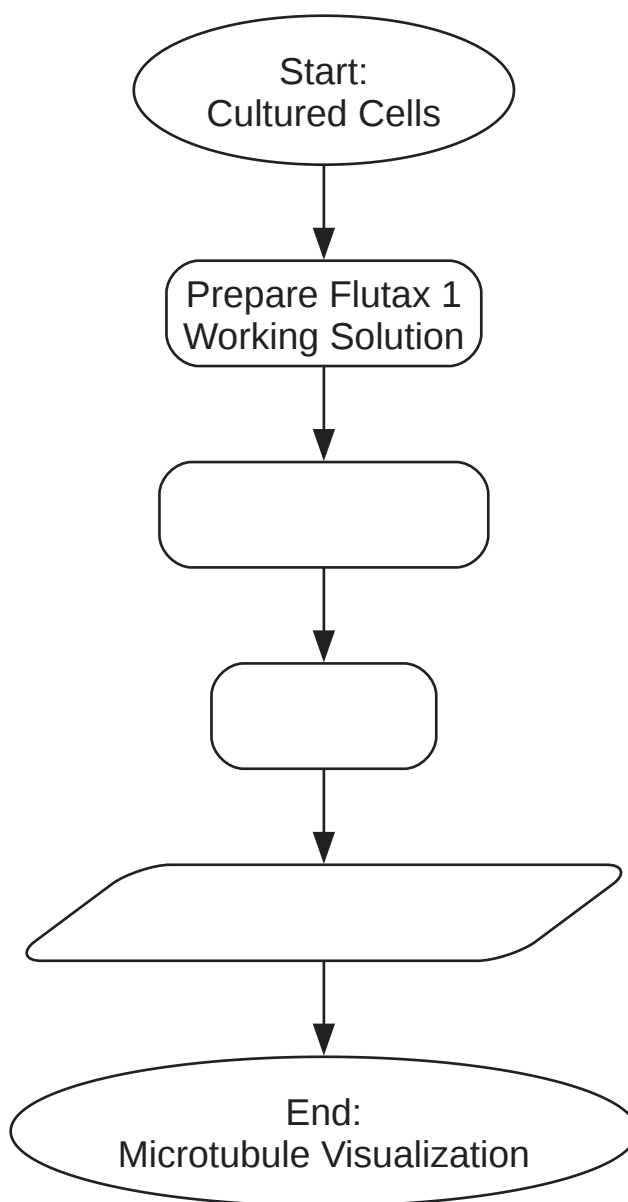 Start:
Cultured Cells
Prepare Flutax 1
Working Solution
End:
Microtubule Visualization